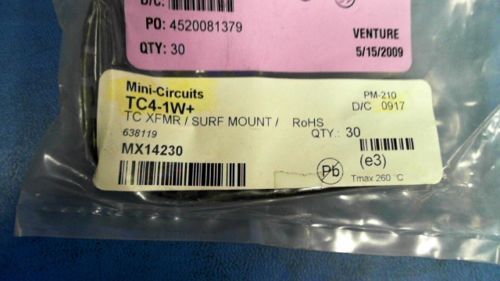 D/C:
PO: 4520081379
QTY: 30
VENTURE
5/15/2009
Mini-Circuits
TC4-1W+
TC XFMR / SURF MOUNT / RoHS
638119
MX14230
PM-210
D/C 0917
QTY.: 30
(e3)
Pb
Tmax 260 °C